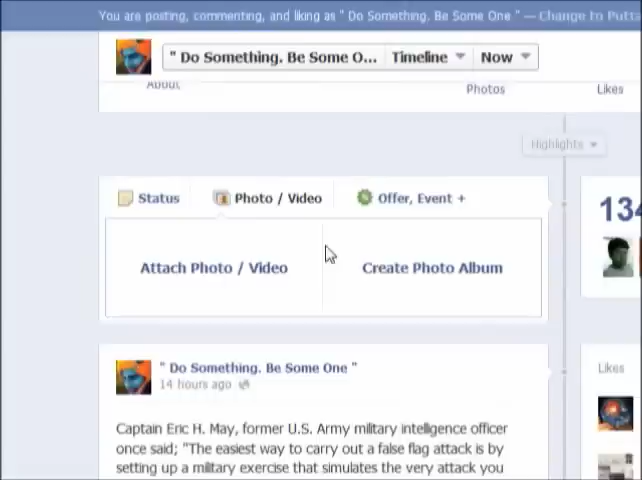 You are posting, commenting, and liking as " Do Something. Be Some One " — Change to Putta
" Do Something. Be Some O... Timeline Now
About Photos Likes
Highlights
Status Photo / Video Offer, Event +
134
Attach Photo / Video Create Photo Album
" Do Something. Be Some One "
14 hours ago
Likes
Captain Eric H. May, former U.S. Army military intelligence officer
once said; "The easiest way to carry out a false flag attack is by
setting up a military exercise that simulates the very attack you